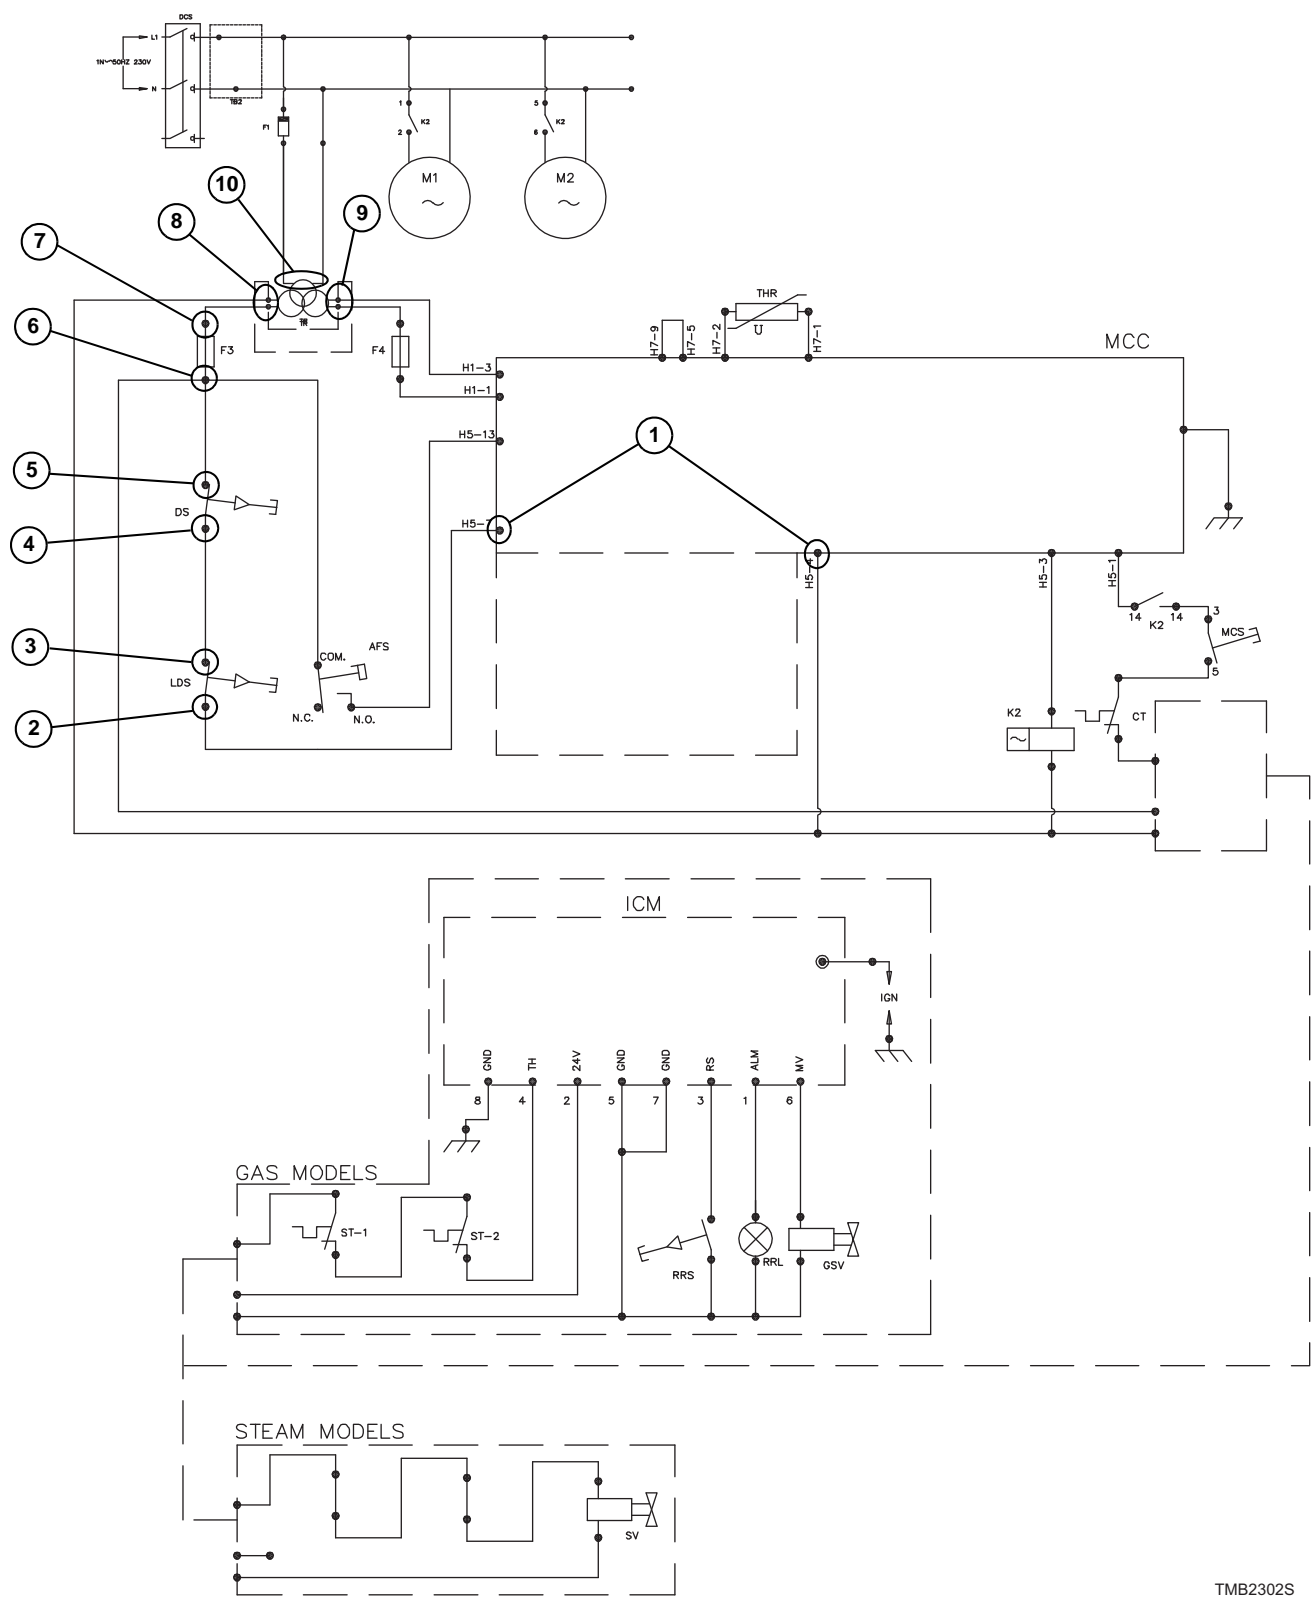 DCS
L1
1N~50HZ 230V
N
TB2
F1
1
K2
2
5
K2
6
M1
M2
10
8
9
7
6
TR
F3
F4
THR
U
H7-9
H7-5
H7-2
H7-1
MCC
H1-3
H1-1
H5-13
1
5
DS
4
H5-7
H5-4
H5-3
H5-1
14
K2
14
3
MCS
5
3
LDS
2
COM.
AFS
N.C.
N.O.
K2
CT
ICM
IGN
GND
TH
24V
GND
GND
RS
ALM
MV
8
4
2
5
7
3
1
6
GAS MODELS
ST-1
ST-2
RRS
RRL
GSV
STEAM MODELS
SV
TMB2302S